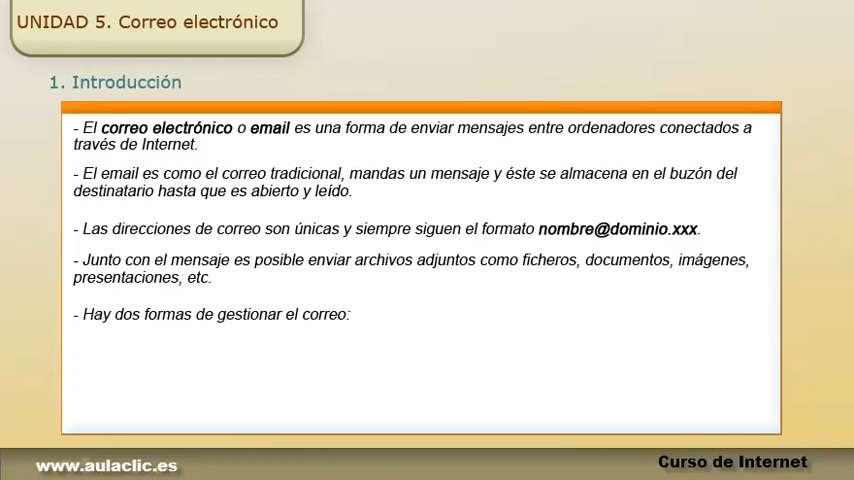 UNIDAD 5. Correo electrónico
1. Introducción
- El correo electrónico o email es una forma de enviar mensajes entre ordenadores conectados a
través de Internet.
- El email es como el correo tradicional, mandas un mensaje y éste se almacena en el buzón del
destinatario hasta que es abierto y leído.
- Las direcciones de correo son únicas y siempre siguen el formato nombre@dominio.xxx.
- Junto con el mensaje es posible enviar archivos adjuntos como ficheros, documentos, imágenes,
presentaciones, etc.
- Hay dos formas de gestionar el correo:
www.aulaclic.es
Curso de Internet